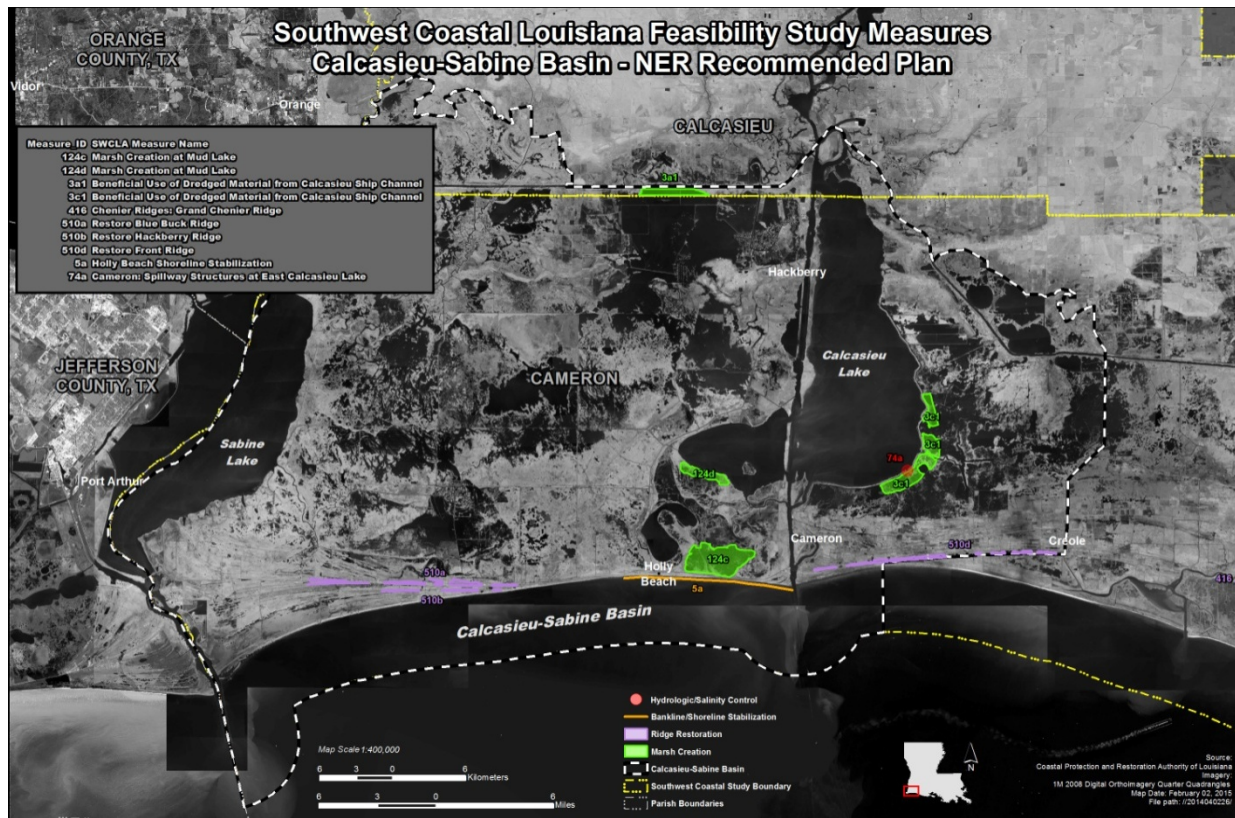 Southwest Coastal Louisiana Feasibility Study Measures
Calcasieu-Sabine Basin - NER Recommended Plan
ORANGE
COUNTY, TX
Vidor
Orange
CALCASIEU
Measure_ID SWCLA Measure Name
124c Marsh Creation at Mud Lake
124d Marsh Creation at Mud Lake
3a1 Beneficial Use of Dredged Material from Calcasieu Ship Channel
3c1 Beneficial Use of Dredged Material from Calcasieu Ship Channel
416 Chenier Ridges: Grand Chenier Ridge
510a Restore Blue Buck Ridge
510b Restore Hackberry Ridge
510d Restore Front Ridge
5a Holly Beach Shoreline Stabilization
74a Cameron: Spillway Structures at East Calcasieu Lake
3a1
Hackberry
JEFFERSON
COUNTY, TX
CAMERON
Calcasieu
Lake
3c1
3c1
74a
3c1
Sabine
Lake
Port Arthur
124d
Cameron
510d
Creole
124c
Holly
Beach
510a
510b
5a
416
Calcasieu-Sabine Basin
Hydrologic/Salinity Control
Bankline/Shoreline Stabilization
Ridge Restoration
Marsh Creation
Calcasieu-Sabine Basin
Southwest Coastal Study Boundary
Parish Boundaries
Map Scale 1:400,000
6 3 0 6
Kilometers
6 3 0 6
Miles
N
Source:
Coastal Protection and Restoration Authority of Louisiana
Imagery:
1M 2008 Digital Orthoimagery Quarter Quadrangles
Map Date: February 02, 2015
File path: //2014040226/